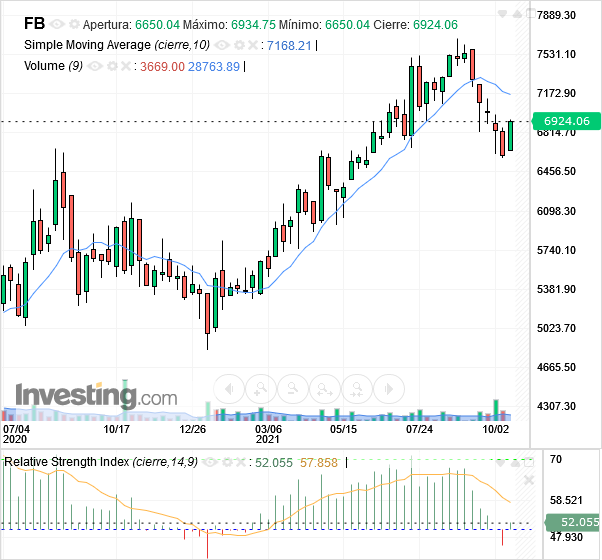 FB Apertura: 6650.04 Máximo: 6934.75 Mínimo: 6650.04 Cierre: 6924.06
Simple Moving Average (cierre,10) : 7168.21 |
Volume (9) : 3669.00 28763.89 |
7889.30
7531.10
7172.90
6924.06
6814.70
6456.50
6098.30
5740.10
5381.90
5023.70
4665.50
4307.30
Investing.com
07/04 10/17 12/26 03/06 05/15 07/24 10/02
2020 2021
Relative Strength Index (cierre,14,9) : 52.055 57.858 |
70
58.521
52.055
47.930